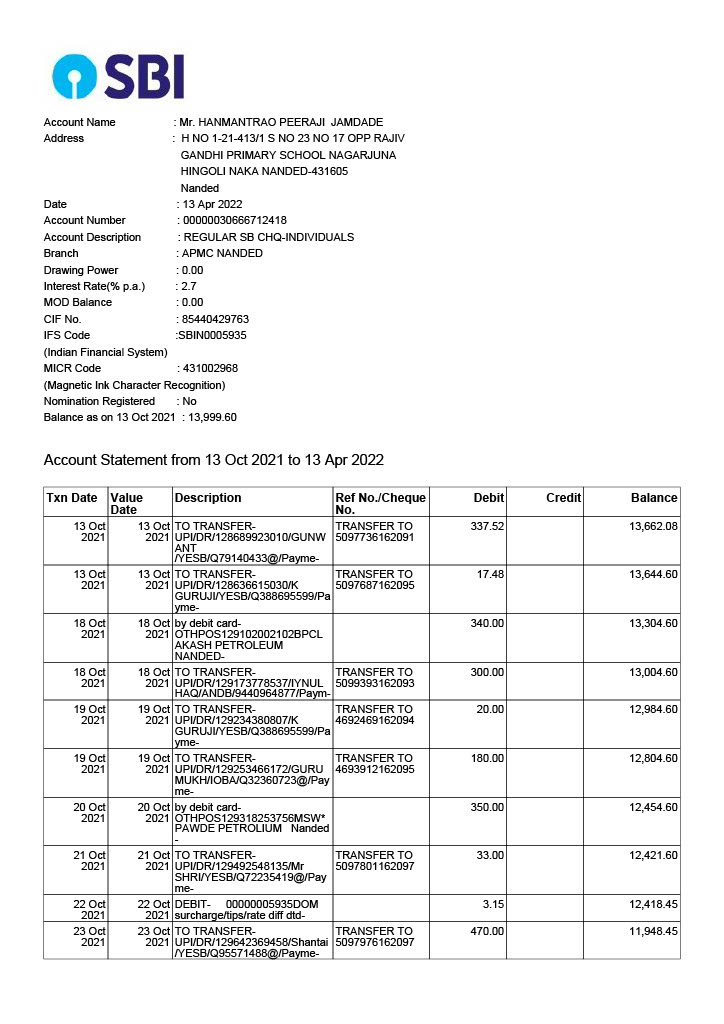 SBI
Account Name : Mr. HANMANTRAO PEERAJI JAMDADE
Address : H NO 1-21-413/1 S NO 23 NO 17 OPP RAJIV
GANDHI PRIMARY SCHOOL NAGARJUNA
HINGOLI NAKA NANDED-431605
Nanded
Date : 13 Apr 2022
Account Number : 00000030666712418
Account Description : REGULAR SB CHQ-INDIVIDUALS
Branch : APMC NANDED
Drawing Power : 0.00
Interest Rate(% p.a.) : 2.7
MOD Balance : 0.00
CIF No. : 85440429763
IFS Code :SBIN0005935
(Indian Financial System)
MICR Code : 431002968
(Magnetic Ink Character Recognition)
Nomination Registered : No
Balance as on 13 Oct 2021 : 13,999.60
Account Statement from 13 Oct 2021 to 13 Apr 2022
Txn Date Value Description Ref No./Cheque Debit Credit Balance
Date No.
13 Oct 13 Oct TO TRANSFER- TRANSFER TO 337.52 13,662.08
2021 2021 UPI/DR/128689923010/GUNW 5097736162091
ANT
/YESB/Q79140433@/Payme-
13 Oct 13 Oct TO TRANSFER- TRANSFER TO 17.48 13,644.60
2021 2021 UPI/DR/128636615030/K 5097687162095
GURUJI/YESB/Q388695599/Pa
yme-
18 Oct 18 Oct by debit card- 340.00 13,304.60
2021 2021 OTHPOS129102002102BPCL
AKASH PETROLEUM
NANDED-
18 Oct 18 Oct TO TRANSFER- TRANSFER TO 300.00 13,004.60
2021 2021 UPI/DR/129173778537/IYNUL 5099393162093
HAQ/ANDB/9440964877/Paym-
19 Oct 19 Oct TO TRANSFER- TRANSFER TO 20.00 12,984.60
2021 2021 UPI/DR/129234380807/K 4692469162094
GURUJI/YESB/Q388695599/Pa
yme-
19 Oct 19 Oct TO TRANSFER- TRANSFER TO 180.00 12,804.60
2021 2021 UPI/DR/129253466172/GURU 4693912162095
MUKH/IOBA/Q32360723@/Pay
me-
20 Oct 20 Oct by debit card- 350.00 12,454.60
2021 2021 OTHPOS129318253756MSW*
PAWDE PETROLIUM Nanded
-
21 Oct 21 Oct TO TRANSFER- TRANSFER TO 33.00 12,421.60
2021 2021 UPI/DR/129492548135/Mr 5097801162097
SHRI/YESB/Q72235419@/Pay
me-
22 Oct 22 Oct DEBIT- 00000005935DOM 3.15 12,418.45
2021 2021 surcharge/tips/rate diff dtd-
23 Oct 23 Oct TO TRANSFER- TRANSFER TO 470.00 11,948.45
2021 2021 UPI/DR/129642369458/Shantai 5097976162097
/YESB/Q95571488@/Payme-